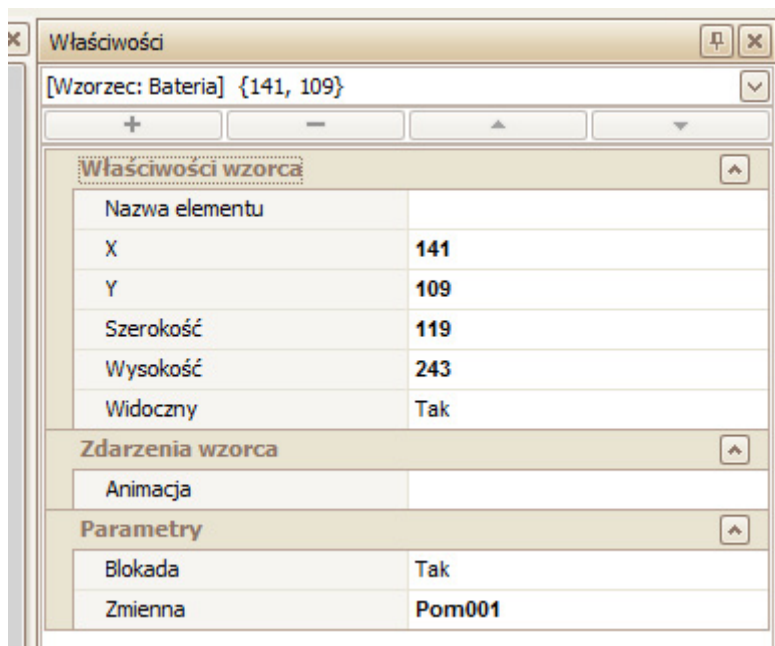 Właściwości
[Wzorzec: Bateria] {141, 109}
Właściwości wzorca
Nazwa elementu
X 141
Y 109
Szerokość 119
Wysokość 243
Widoczny Tak
Zdarzenia wzorca
Animacja
Parametry
Blokada Tak
Zmienna Pom001